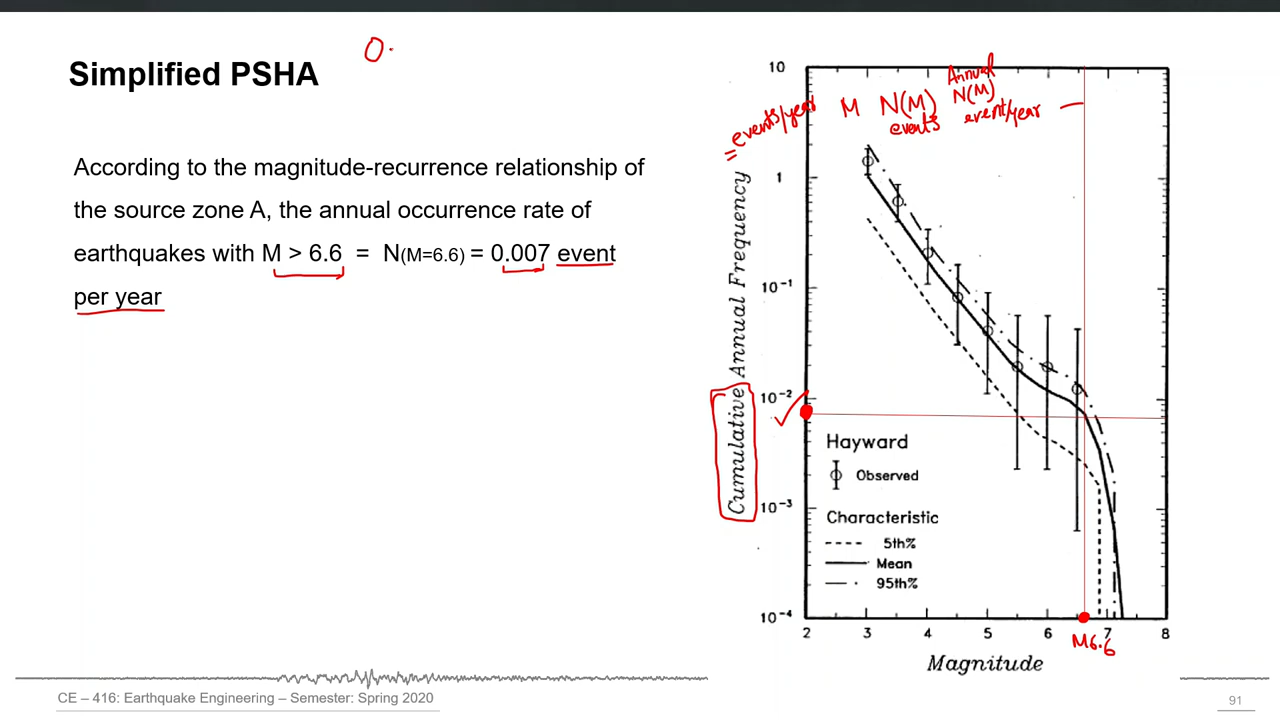 Simplified PSHA
0.
According to the magnitude-recurrence relationship of
the source zone A, the annual occurrence rate of
earthquakes with M > 6.6 = N(M=6.6) = 0.007 event
per year
= events/year
M N(M) Annual
events N(M)
event/year
Cumulative Annual Frequency
10
1
10⁻¹
10⁻²
10⁻³
10⁻⁴
Hayward
Observed
Characteristic
5th%
Mean
95th%
2 3 4 5 6 7 8
M6.6
Magnitude
CE – 416: Earthquake Engineering – Semester: Spring 2020
91